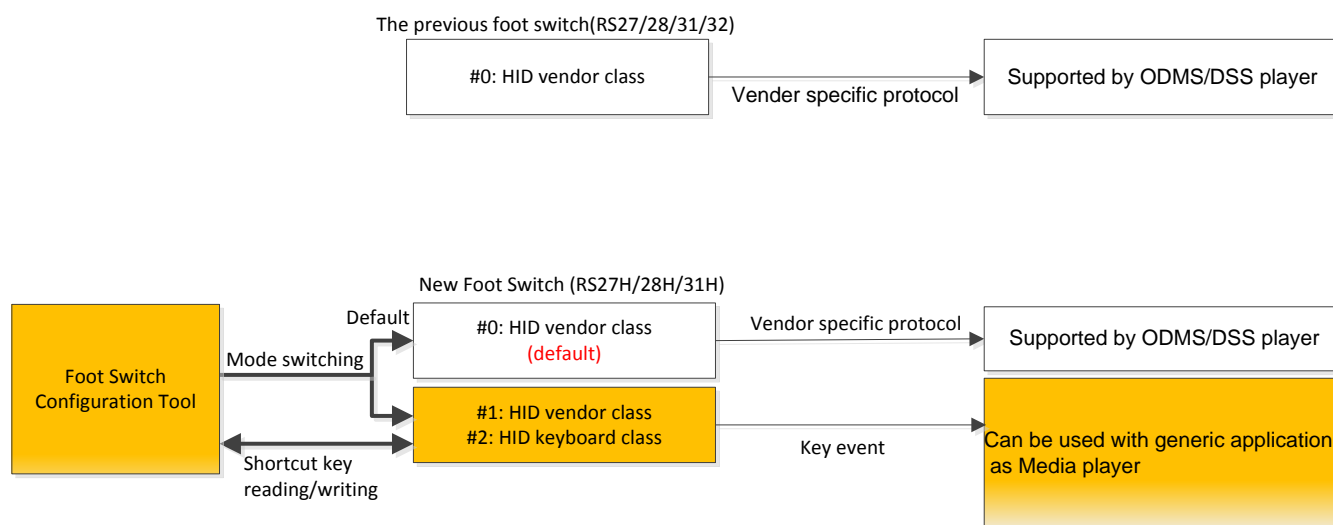 The previous foot switch(RS27/28/31/32)
#0: HID vendor class
Vender specific protocol
Supported by ODMS/DSS player
New Foot Switch (RS27H/28H/31H)
Default
#0: HID vendor class
(default)
Vendor specific protocol
Supported by ODMS/DSS player
Mode switching
Foot Switch
Configuration Tool
#1: HID vendor class
#2: HID keyboard class
Key event
Can be used with generic application
as Media player
Shortcut key
reading/writing